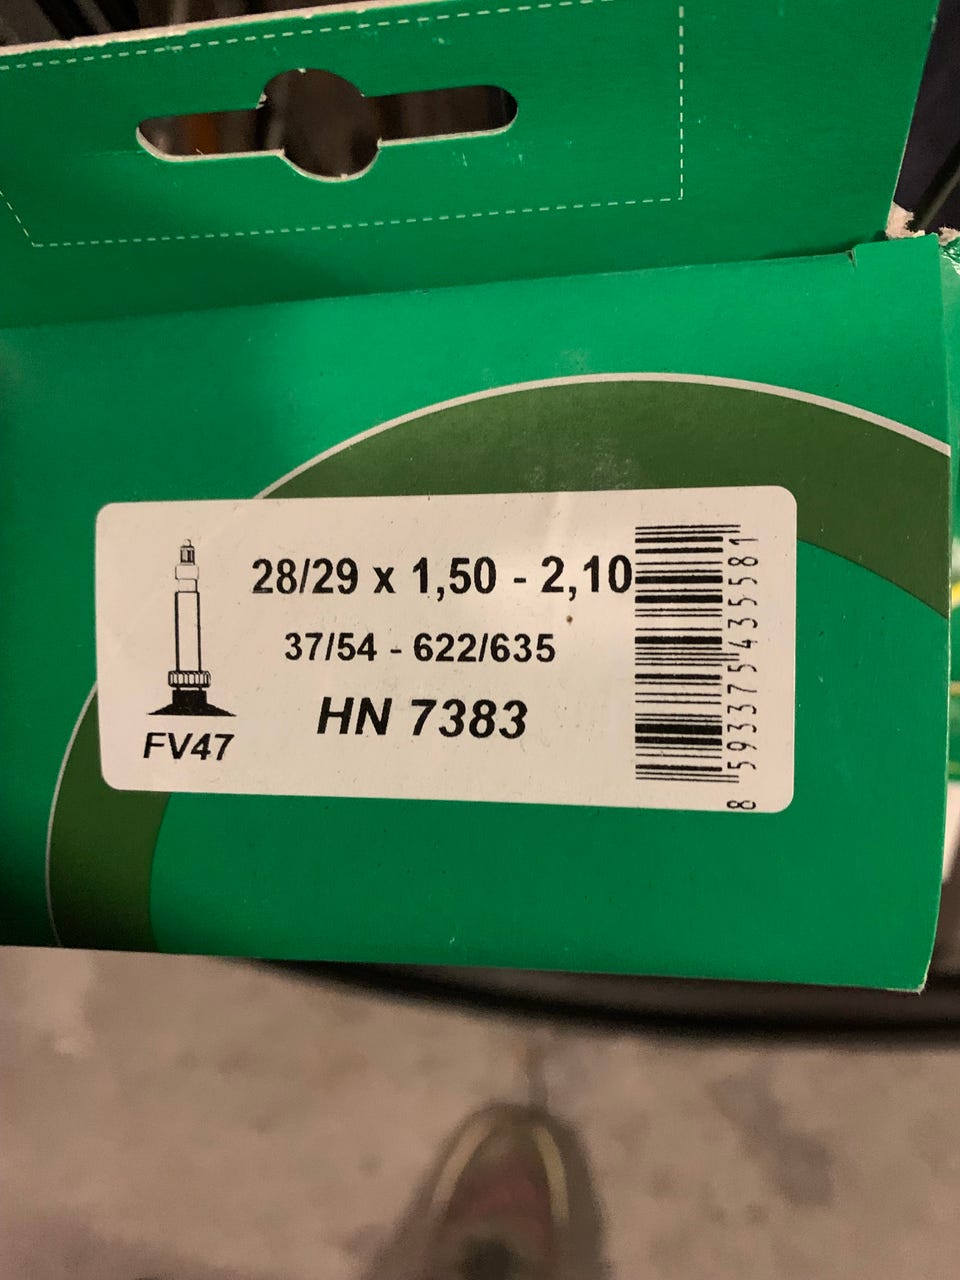 28/29 x 1,50 - 2,10
37/54 - 622/635
HN 7383
FV47
8 593375 435581